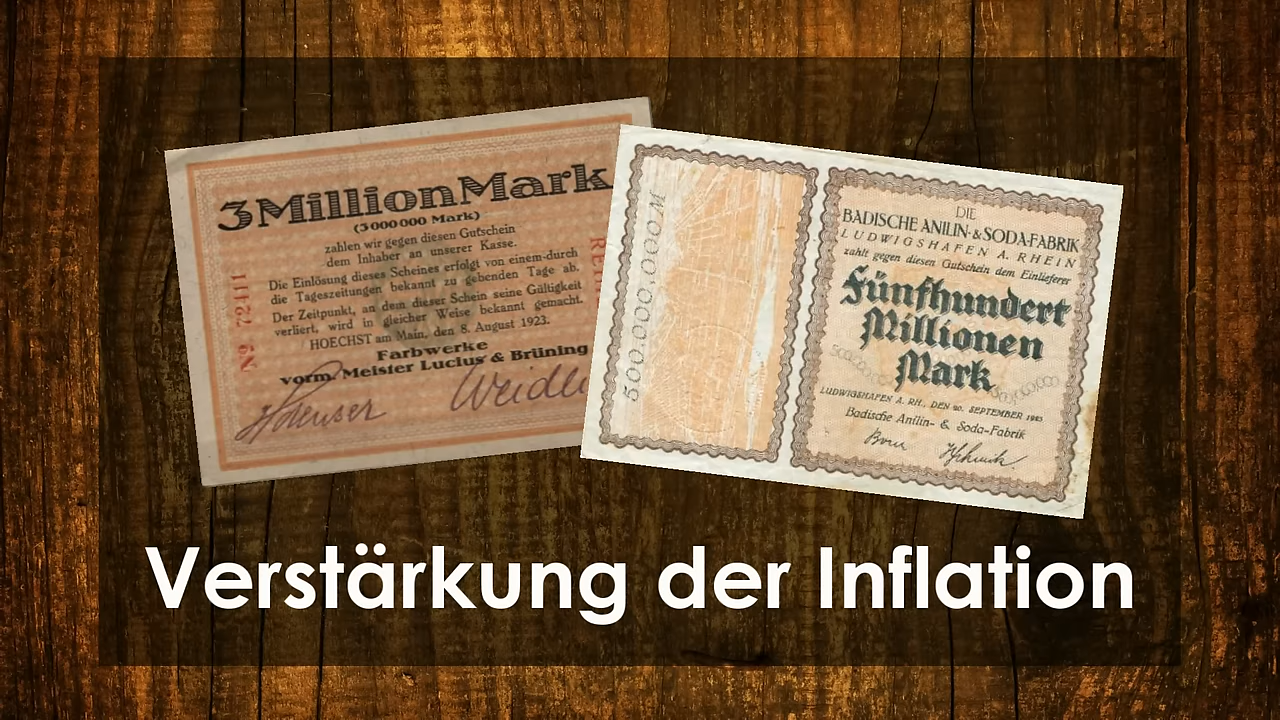 3 Million Mark
(3000000 Mark)
zahlen wir gegen diesen Gutschein
dem Inhaber an unserer Kasse.
Die Einlösung dieses Scheines erfolgt von einem durch
die Tageszeitungen bekannt zu gebenden Tage ab.
Der Zeitpunkt, an dem dieser Schein seine Gültigkeit
verliert, wird in gleicher Weise bekannt gemacht.
HOECHST am Main, den 8. August 1923.
Farbwerke
vorm. Meister Lucius & Brüning
No 72411
500.000.000 M
DIE
BADISCHE ANILIN- & SODA-FABRIK
LUDWIGSHAFEN A. RHEIN
zahlt gegen diesen Gutschein dem Einlieferer
Fünfhundert
Millionen
Mark
LUDWIGSHAFEN A. RH., DEN 20. SEPTEMBER 1923
Badische Anilin- & Soda-Fabrik
Verstärkung der Inflation